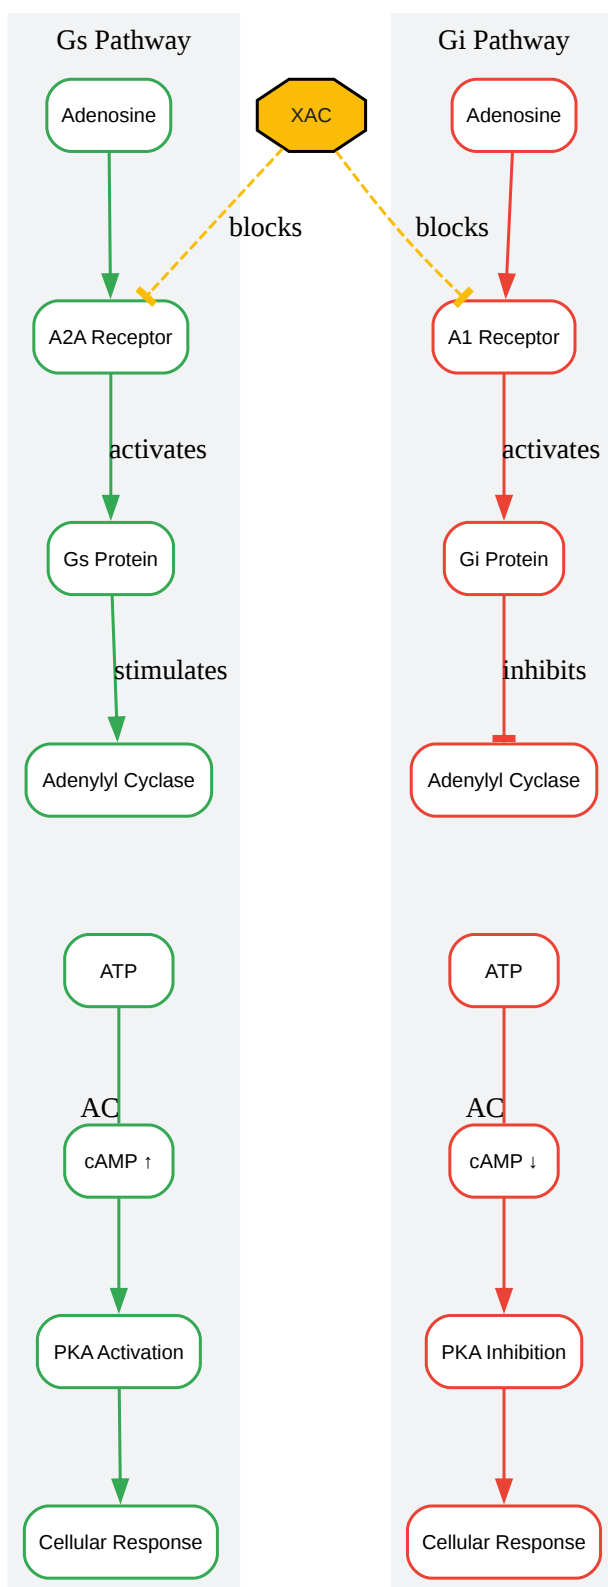 Gs Pathway
Gi Pathway
Adenosine
XAC
Adenosine
blocks
blocks
A2A Receptor
A1 Receptor
activates
activates
Gs Protein
Gi Protein
stimulates
inhibits
Adenylyl Cyclase
Adenylyl Cyclase
ATP
ATP
AC
AC
cAMP ↑
cAMP ↓
PKA Activation
PKA Inhibition
Cellular Response
Cellular Response